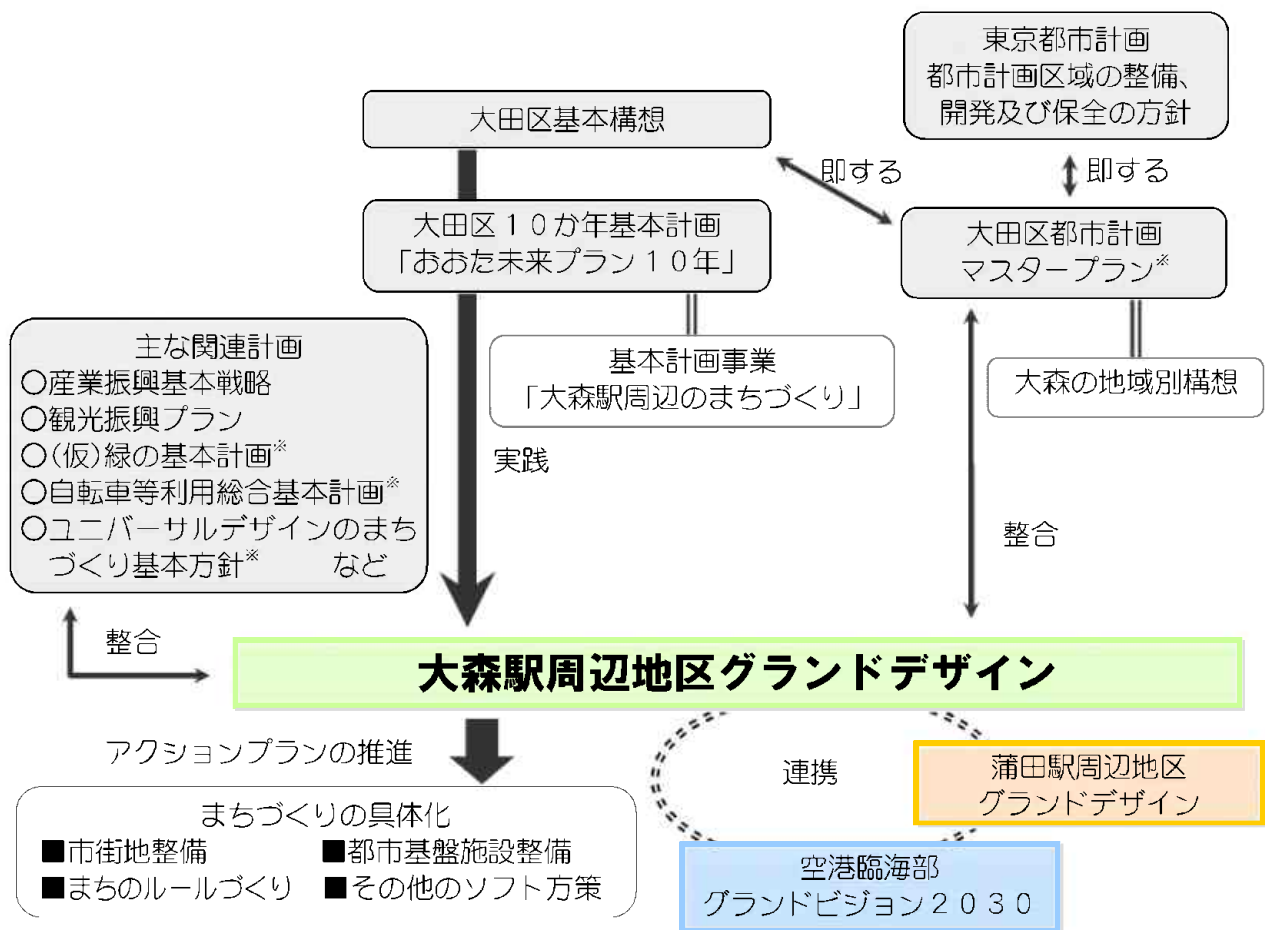 東京都市計画
都市計画区域の整備、
開発及び保全の方針
大田区基本構想
即する
即する
大田区10か年基本計画
「おおた未来プラン10年」
大田区都市計画
マスタープラン※
主な関連計画
○産業振興基本戦略
○観光振興プラン
○(仮)緑の基本計画※
○自転車等利用総合基本計画※
○ユニバーサルデザインのまち
づくり基本方針※ など
基本計画事業
「大森駅周辺のまちづくり」
大森の地域別構想
実践
整合
整合
大森駅周辺地区グランドデザイン
アクションプランの推進
連携
蒲田駅周辺地区
グランドデザイン
まちづくりの具体化
■市街地整備 ■都市基盤施設整備
■まちのルールづくり ■その他のソフト方策
空港臨海部
グランドビジョン2030